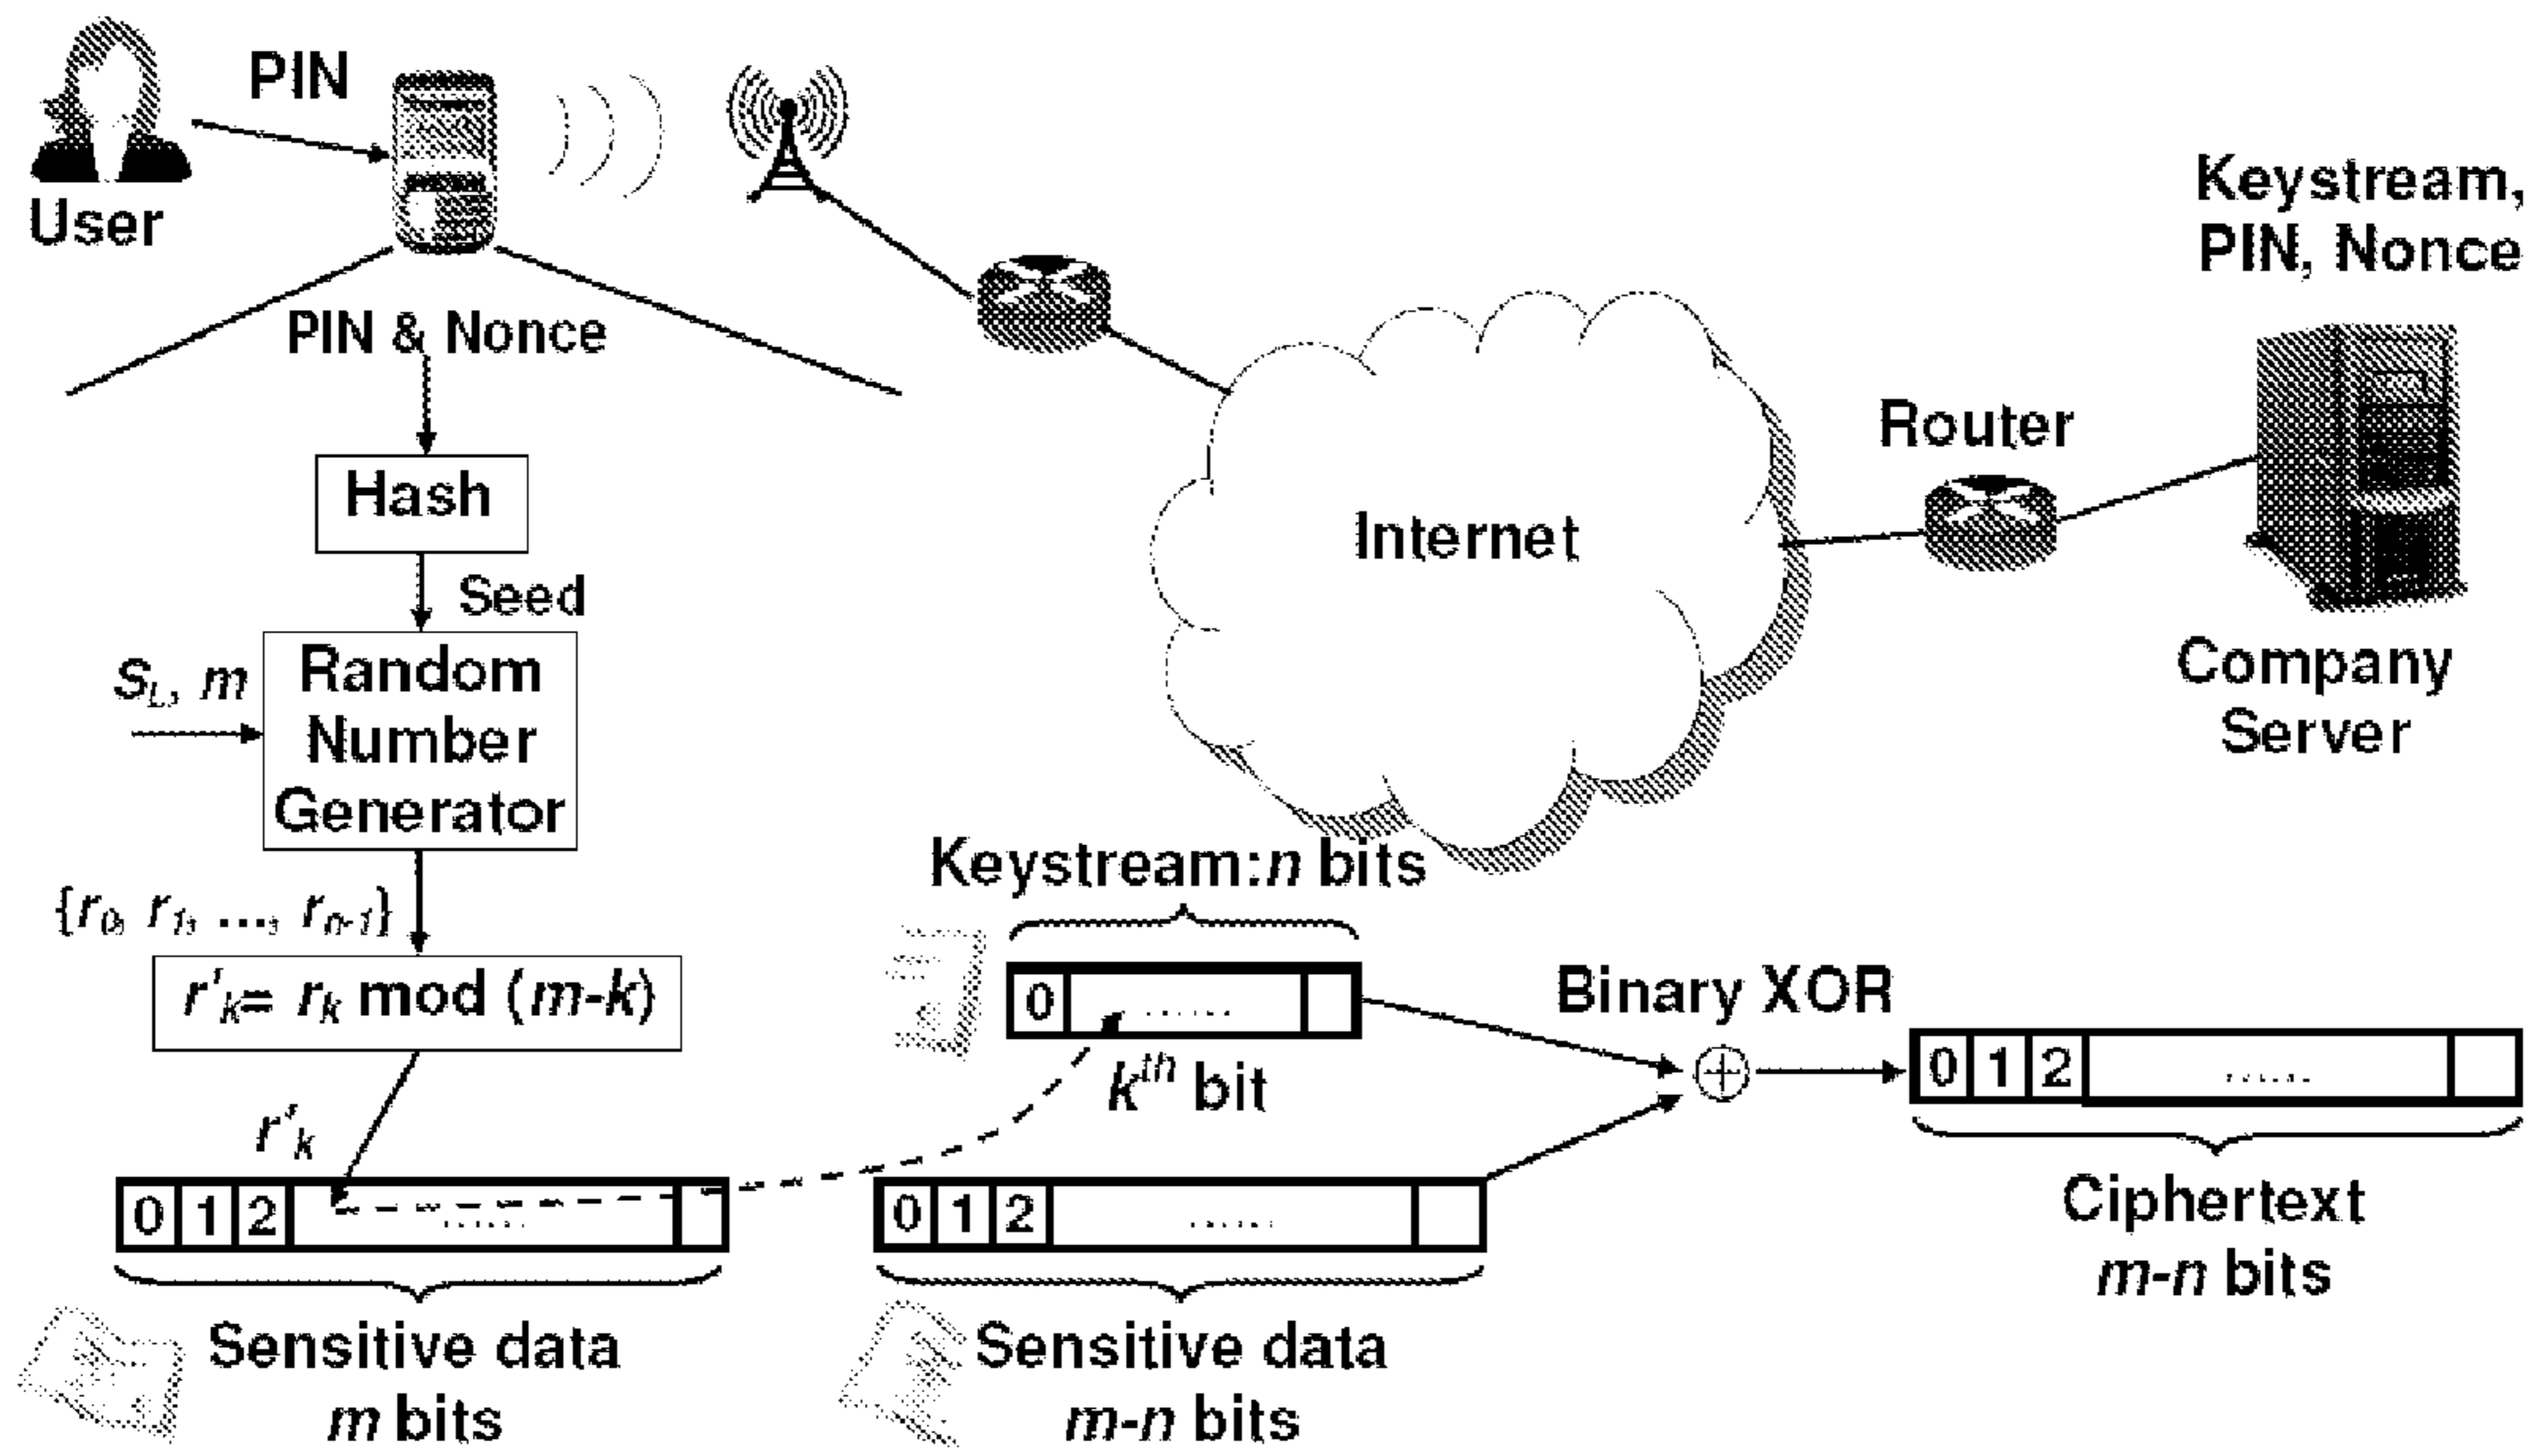 PIN
User
Keystream,
PIN, Nonce
PIN & Nonce
Router
Hash
Internet
Seed
S_L, m
Random
Number
Generator
Company
Server
Keystream:n bits
{r_0, r_1, ..., r_{n-1}}
r'_k= r_k mod (m-k)
0 ......
Binary XOR
k^th bit
0 1 2 ......
r'_k
0 1 2 ......
0 1 2 ......
Ciphertext
m-n bits
Sensitive data
m bits
Sensitive data
m-n bits